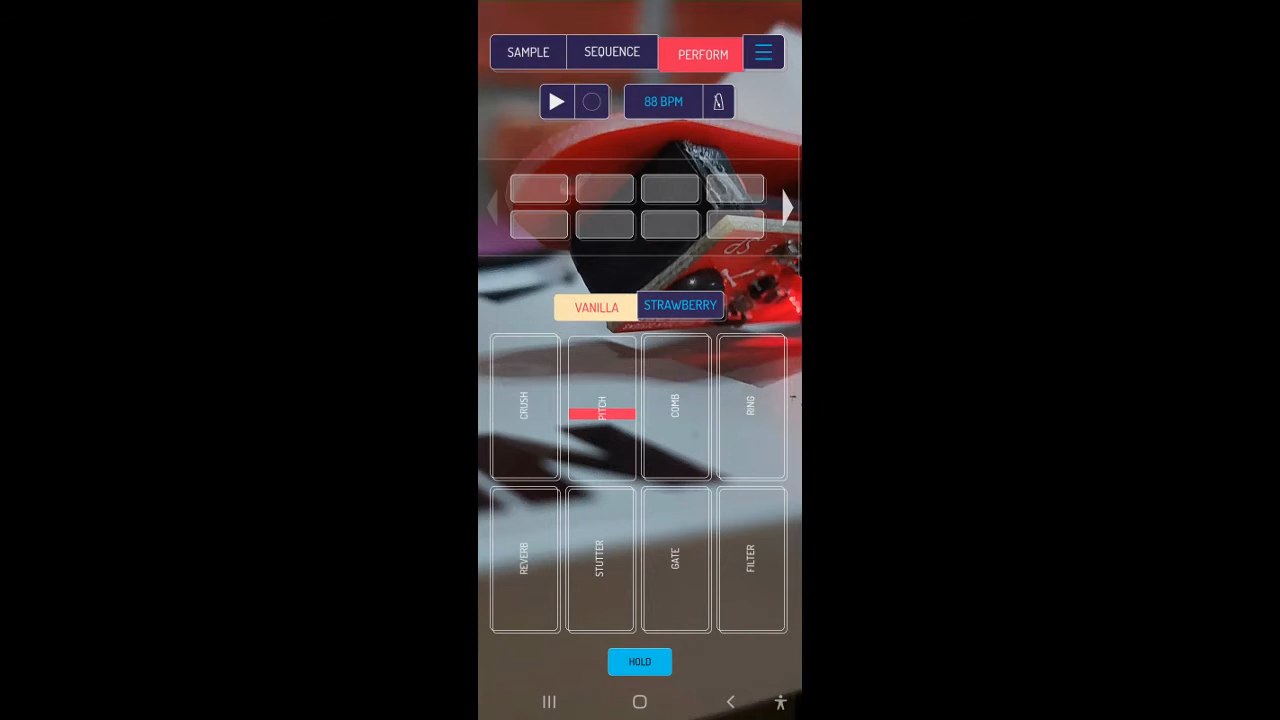 SAMPLE SEQUENCE PERFORM
88 BPM
VANILLA STRAWBERRY
CRUSH PITCH COMB RING
REVERB STUTTER GATE FILTER
HOLD